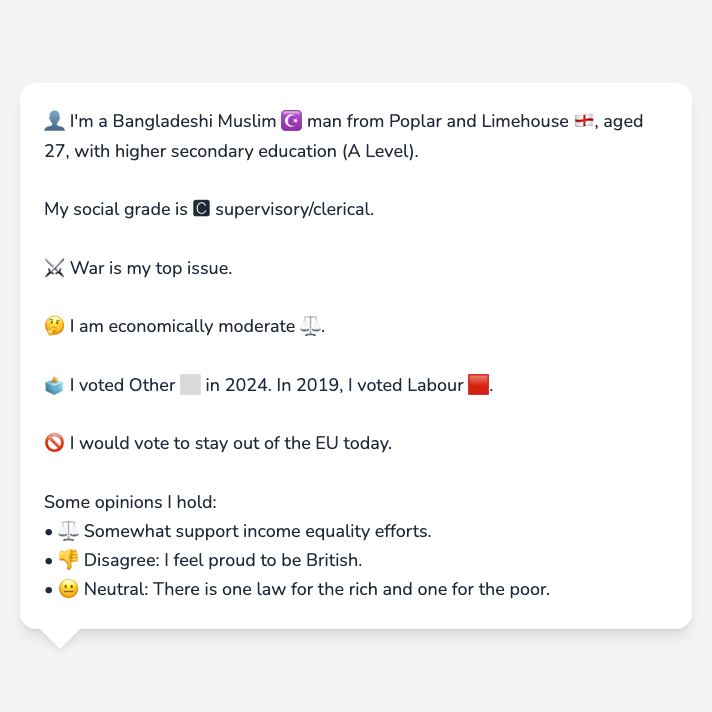 👤 I'm a Bangladeshi Muslim ☪️ man from Poplar and Limehouse 🏴󠁧󠁢󠁥󠁮󠁧󠁿, aged
27, with higher secondary education (A Level).
My social grade is 🅲 supervisory/clerical.
⚔️ War is my top issue.
🤔 I am economically moderate ⚖️.
🗳️ I voted Other ⬜ in 2024. In 2019, I voted Labour 🟥.
🚫 I would vote to stay out of the EU today.
Some opinions I hold:
• ⚖️ Somewhat support income equality efforts.
• 👎 Disagree: I feel proud to be British.
• 😐 Neutral: There is one law for the rich and one for the poor.